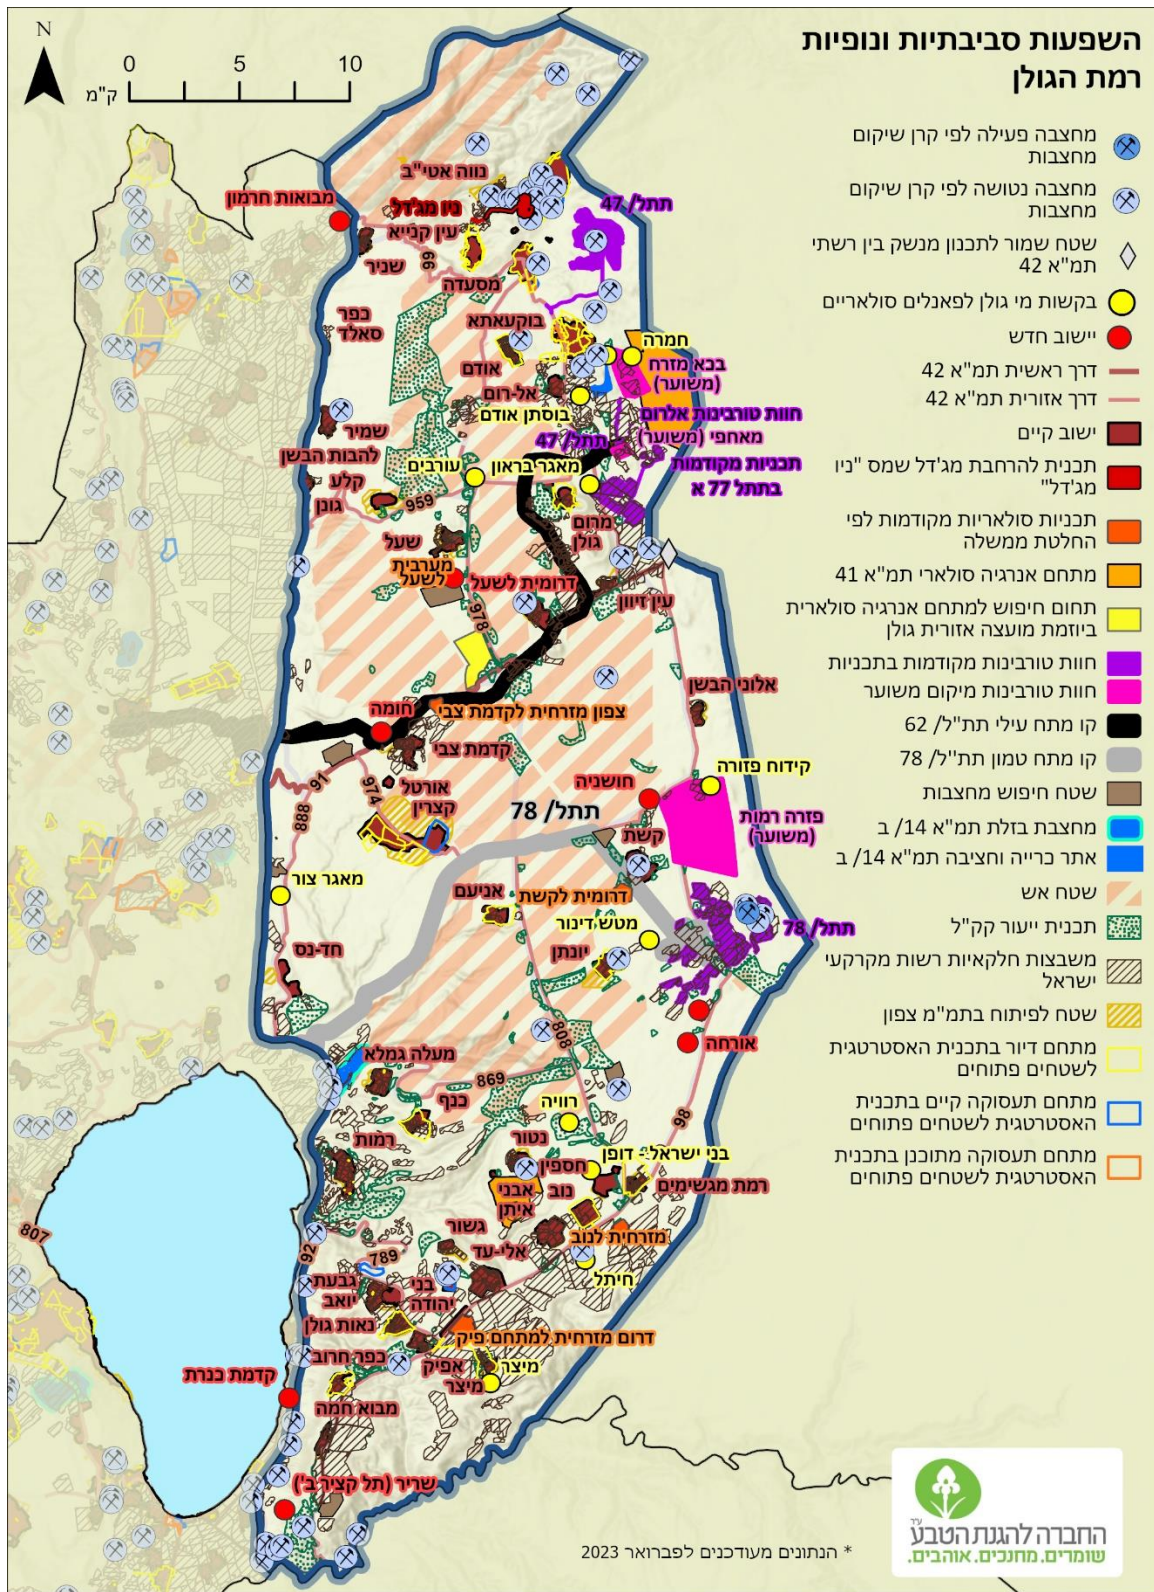 השפעות סביבתיות ונופיות
רמת הגולן
N
0 5 10
ק"מ
מחצבה פעילה לפי קרן שיקום
מחצבות
מחצבה נטושה לפי קרן שיקום
מחצבות
שטח שמור לתכנון מנשק בין רשתי
תמ"א 42
בקשות מי גולן לפאנלים סולאריים
יישוב חדש
דרך ראשית תמ"א 42
דרך אזורית תמ"א 42
ישוב קיים
תכנית להרחבת מג'דל שמס "ניו
מג'דל"
תכניות סולאריות מקודמות לפי
החלטת ממשלה
מתחם אנרגיה סולארי תמ"א 41
תחום חיפוש למתחם אנרגיה סולארית
ביוזמת מועצה אזורית גולן
חוות טורבינות מקודמות בתכניות
חוות טורבינות מיקום משוער
קו מתח עילי תת"ל/ 62
קו מתח טמון תת"ל/ 78
שטח חיפוש מחצבות
מחצבת בזלת תמ"א 14/ ב
אתר כרייה וחציבה תמ"א 14/ ב
שטח אש
תכנית ייעור קק"ל
משבצות חלקאיות רשות מקרקעי
ישראל
שטח לפיתוח בתמ"מ צפון
מתחם דיור בתכנית האסטרטגית
לשטחים פתוחים
מתחם תעסוקה קיים בתכנית
האסטרטגית לשטחים פתוחים
מתחם תעסוקה מתוכנן בתכנית
האסטרטגית לשטחים פתוחים
נווה אטי"ב
מבואות חרמון
ניו מג'דל
עין קנייא
תתל/ 47
שניר
99
מסעדה
כפר
סאלד
בוקעאתא
אודם
חמרה
בכא מזרח
(משוער)
אל-רום
בוסתן אודם
חוות טורבינות אלרום
מאחפי (משוער)
תתל/ 47
שמיר
להבות הבשן
עורבים
מאגר בראון
תכניות מקודמות
בתתל 77 א
קלע
גונן
959
מרום
גולן
שעל
מערבית
לשעל
דרומית לשעל
עין זיוון
978
אלוני הבשן
צפון מזרחית לקדמת צבי
חומה
קדמת צבי
קידוח פזורה
91
974
אורטל
קצרין
888
חושניה
תתל/ 78
פזרה רמות
(משוער)
קשת
מאגר צור
אניעם
דרומית לקשת
מטש דינור
תתל/ 78
חד-נס
יונתן
808
אורחה
מעלה גמלא
869
כנף
98
רוויה
רמות
נטור
בני ישראל - דופן
חספין
אבני
איתן
נוב
רמת מגשימים
807
92
789
גשור
אלי-עד
מזרחית לנוב
חיתל
גבעת
יואב
בני
יהודה
נאות גולן
דרום מזרחית למתחם פיק
כפר חרוב
אפיק
מיצר
מיצר
קדמת כנרת
מבוא חמה
שריר (תל קציר ב')
החברה להגנת הטבע ע"ר
שומרים. מחנכים. אוהבים.
* הנתונים מעודכנים לפברואר 2023